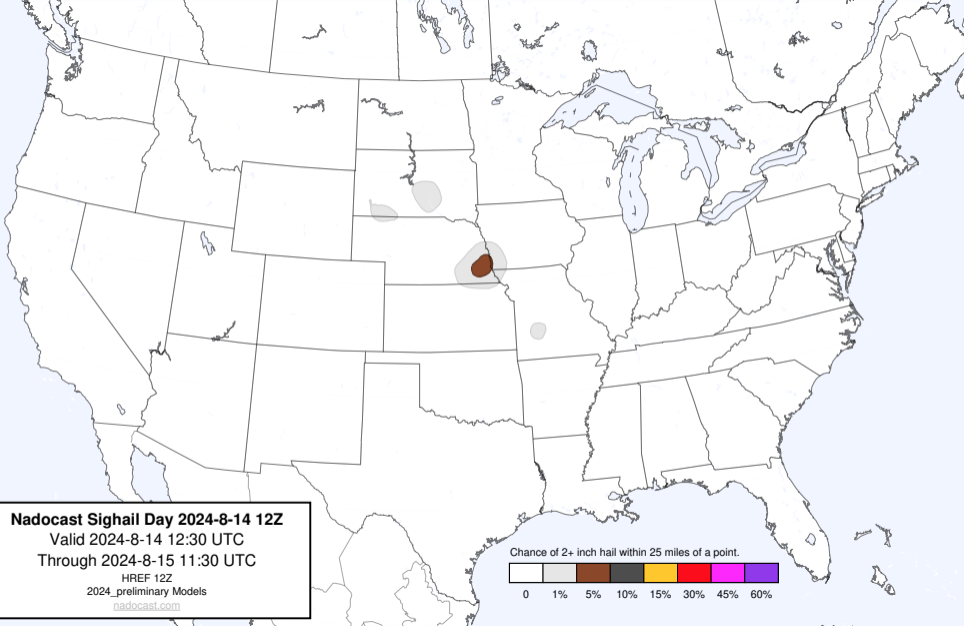 Nadocast Sighail Day 2024-8-14 12Z
Valid 2024-8-14 12:30 UTC
Through 2024-8-15 11:30 UTC
HREF 12Z
2024_preliminary Models
nadocast.com
Chance of 2+ inch hail within 25 miles of a point.
0 1% 5% 10% 15% 30% 45% 60%